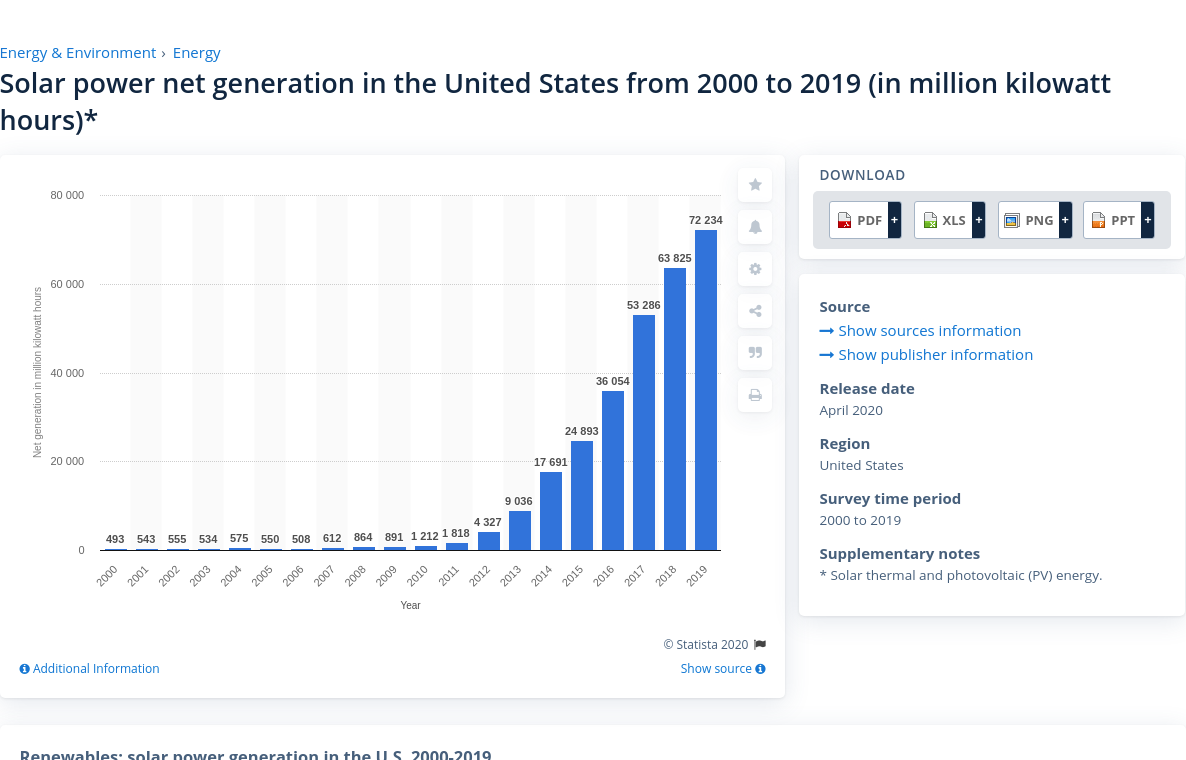 Energy & Environment › Energy
Solar power net generation in the United States from 2000 to 2019 (in million kilowatt
hours)*
80 000
60 000
40 000
20 000
0
Net generation in million kilowatt hours
493
543
555
534
575
550
508
612
864
891
1 212
1 818
4 327
9 036
17 691
24 893
36 054
53 286
63 825
72 234
2000
2001
2002
2003
2004
2005
2006
2007
2008
2009
2010
2011
2012
2013
2014
2015
2016
2017
2018
2019
Year
© Statista 2020
Additional Information
Show source
DOWNLOAD
PDF + XLS + PNG + PPT +
Source
Show sources information
Show publisher information
Release date
April 2020
Region
United States
Survey time period
2000 to 2019
Supplementary notes
* Solar thermal and photovoltaic (PV) energy.
Renewables: solar power generation in the U.S. 2000-2019